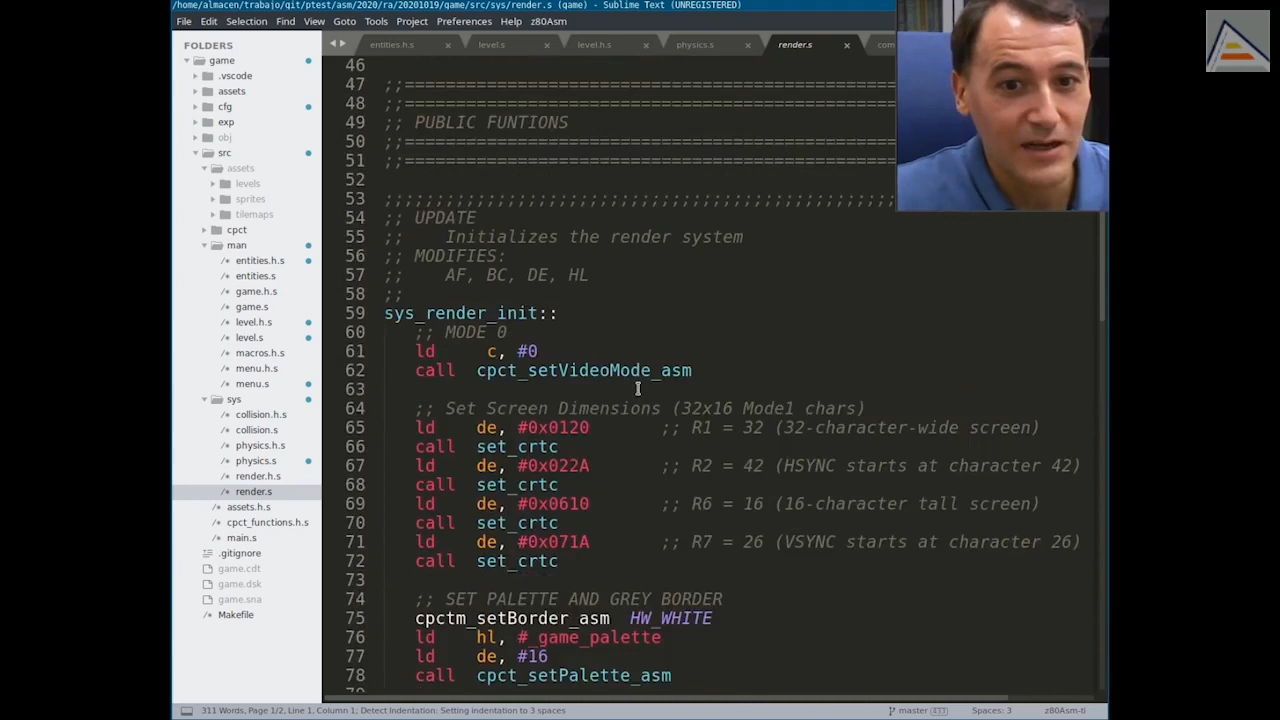 /home/almacen/trabajo/git/ptest/asm/2020/ra/20201019/game/src/sys/render.s (game) - Sublime Text (UNREGISTERED)
File Edit Selection Find View Goto Tools Project Preferences Help z80Asm
entities.h.s level.s level.h.s physics.s render.s com
FOLDERS
game
.vscode
assets
cfg
exp
obj
src
assets
levels
sprites
tilemaps
cpct
man
entities.h.s
entities.s
game.h.s
game.s
level.h.s
level.s
macros.h.s
menu.h.s
menu.s
sys
collision.h.s
collision.s
physics.h.s
physics.s
render.h.s
render.s
assets.h.s
cpct_functions.h.s
main.s
.gitignore
game.cdt
game.dsk
game.sna
Makefile
46
47 ;;================================================
48 ;;================================================
49 ;; PUBLIC FUNTIONS
50 ;;================================================
51 ;;================================================
52
53 ;;;;;;;;;;;;;;;;;;;;;;;;;;;;;;;;;;;;;;;;;;;;;;;;;;
54 ;; UPDATE
55 ;; Initializes the render system
56 ;; MODIFIES:
57 ;; AF, BC, DE, HL
58 ;;
59 sys_render_init::
60 ;; MODE 0
61 ld c, #0
62 call cpct_setVideoMode_asm
63
64 ;; Set Screen Dimensions (32x16 Mode1 chars)
65 ld de, #0x0120 ;; R1 = 32 (32-character-wide screen)
66 call set_crtc
67 ld de, #0x022A ;; R2 = 42 (HSYNC starts at character 42)
68 call set_crtc
69 ld de, #0x0610 ;; R6 = 16 (16-character tall screen)
70 call set_crtc
71 ld de, #0x071A ;; R7 = 26 (VSYNC starts at character 26)
72 call set_crtc
73
74 ;; SET PALETTE AND GREY BORDER
75 cpctm_setBorder_asm HW_WHITE
76 ld hl, #_game_palette
77 ld de, #16
78 call cpct_setPalette_asm
79
311 Words, Page 1/2, Line 1, Column 1; Detect Indentation: Setting indentation to 3 spaces master 433 Spaces: 3 z80Asm-ti